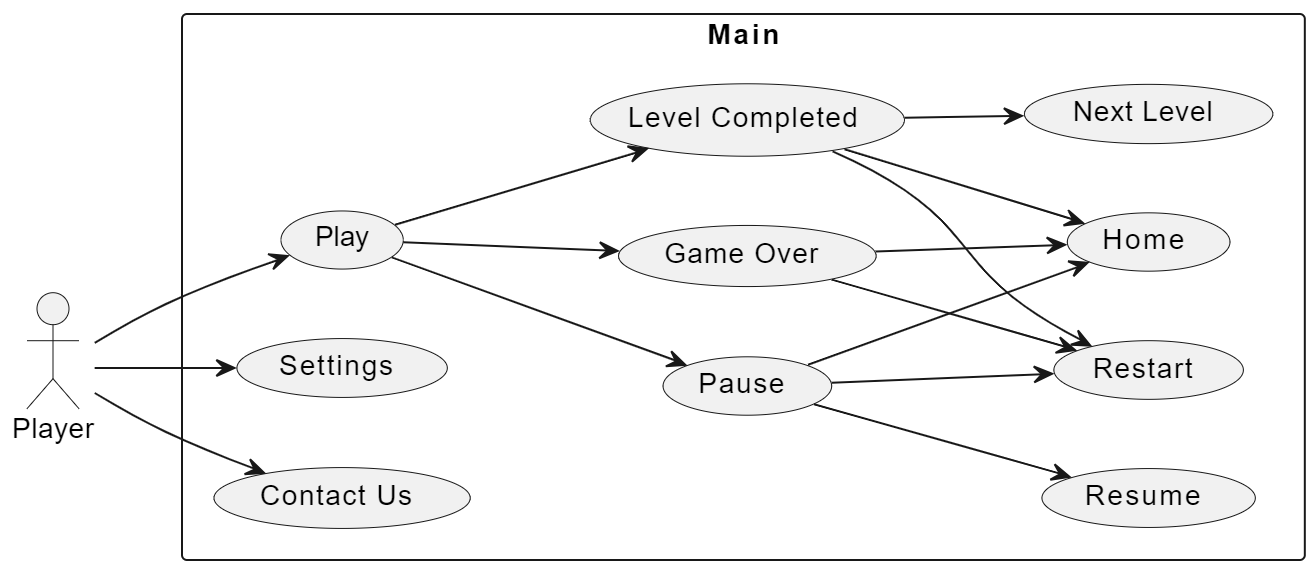 Main
Level Completed
Next Level
Play
Game Over
Home
Settings
Pause
Restart
Player
Contact Us
Resume